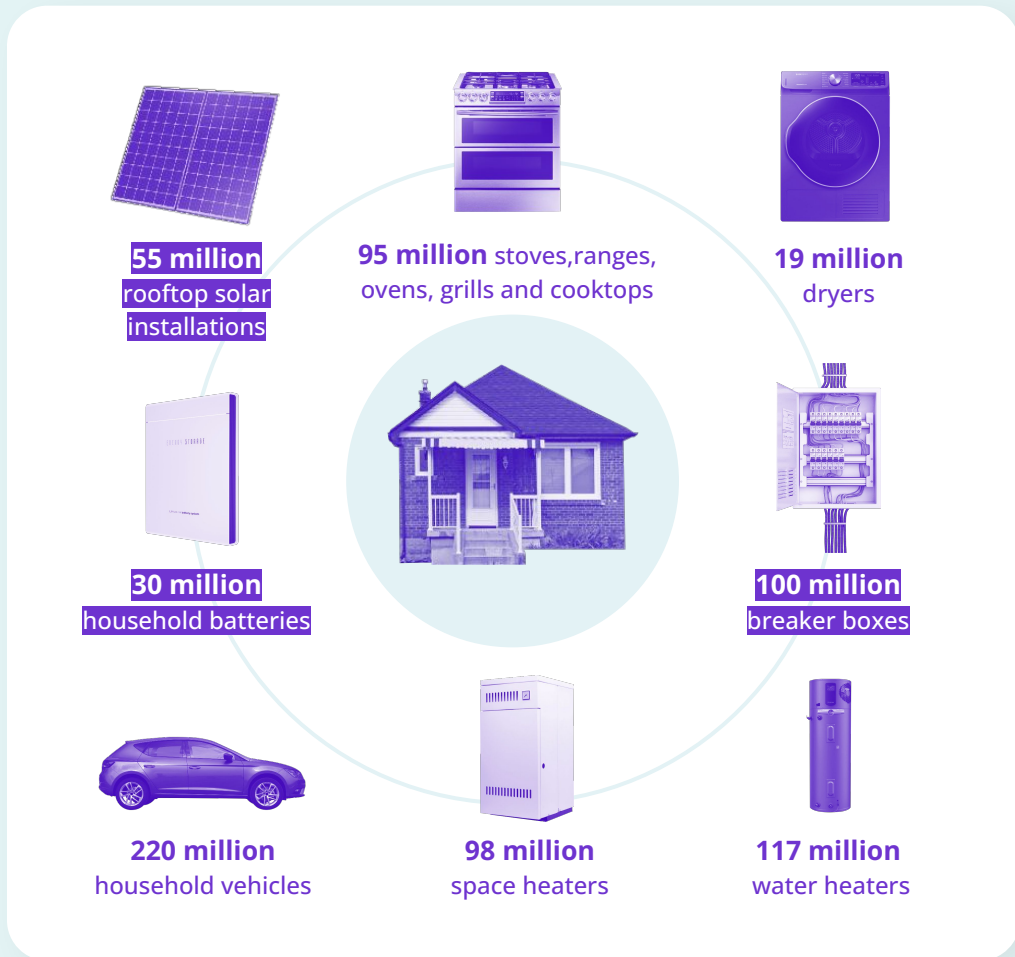 55 million
rooftop solar
installations
95 million stoves,ranges,
ovens, grills and cooktops
19 million
dryers
30 million
household batteries
100 million
breaker boxes
220 million
household vehicles
98 million
space heaters
117 million
water heaters